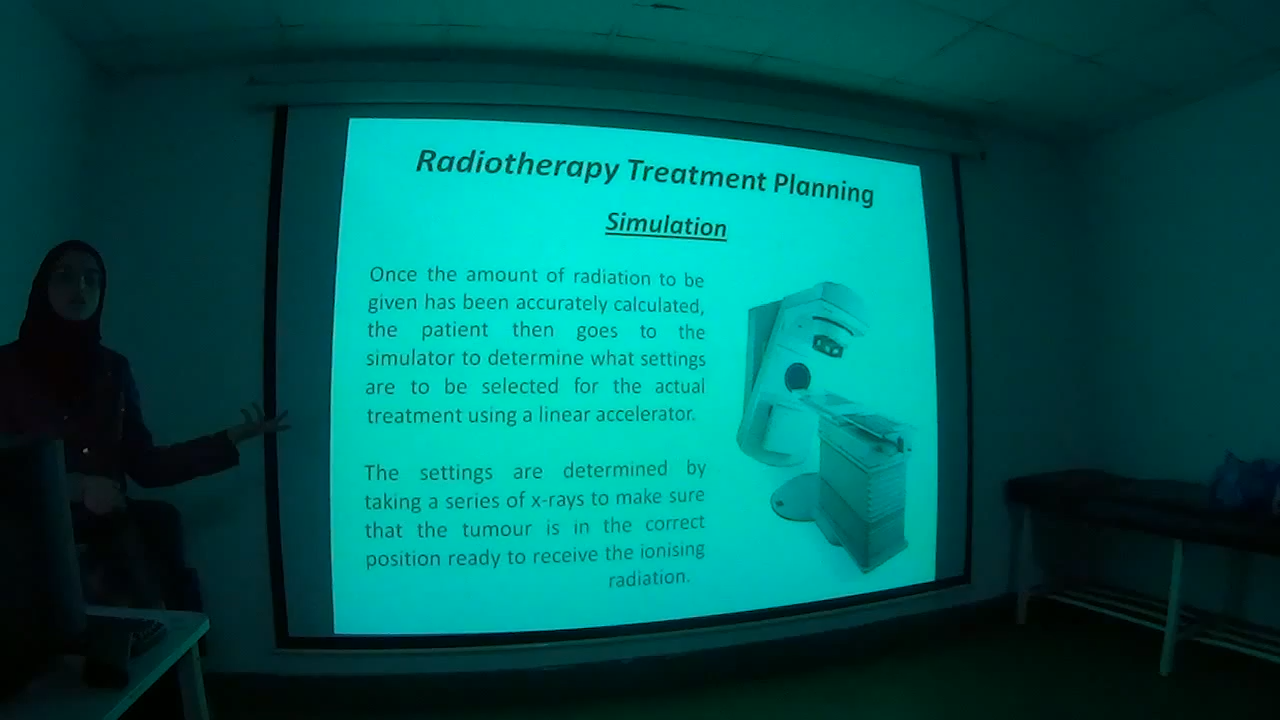 Radiotherapy Treatment Planning
Simulation
Once the amount of radiation to be
given has been accurately calculated,
the patient then goes to the
simulator to determine what settings
are to be selected for the actual
treatment using a linear accelerator.
The settings are determined by
taking a series of x-rays to make sure
that the tumour is in the correct
position ready to receive the ionising
radiation.